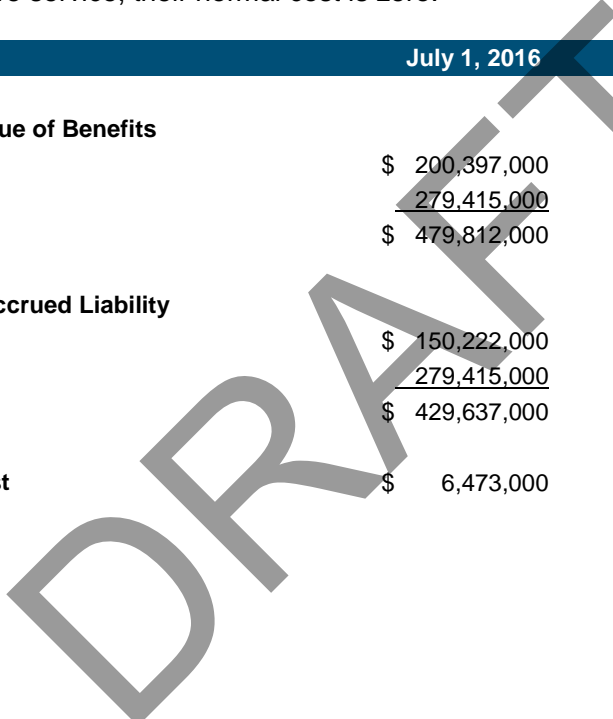 e service, their normal cost is zero.
July 1, 2016
ue of Benefits
$ 200,397,000
279,415,000
$ 479,812,000
ccrued Liability
$ 150,222,000
279,415,000
$ 429,637,000
st $ 6,473,000
DRAFT